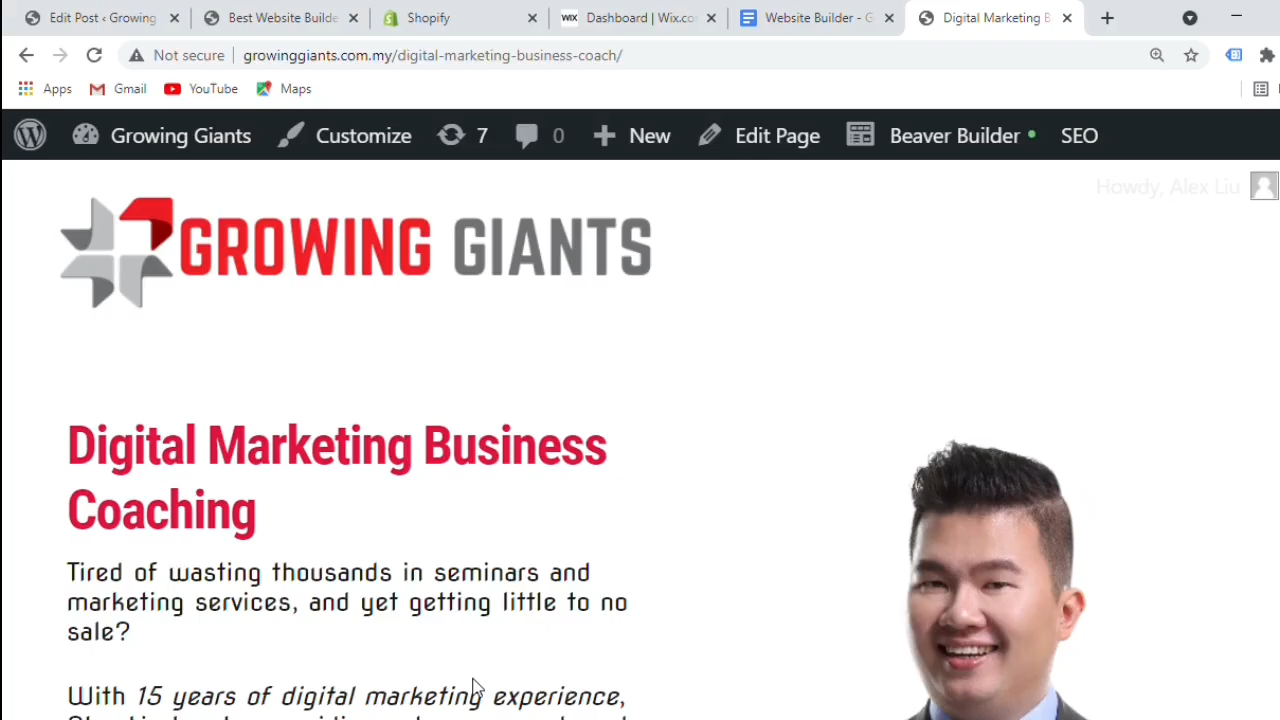 Edit Post ‹ Growing
Best Website Builde
Shopify
WIX Dashboard | Wix.co
Website Builder - G
Digital Marketing B
Not secure growinggiants.com.my/digital-marketing-business-coach/
Apps Gmail YouTube Maps
Growing Giants Customize 7 0 New Edit Page Beaver Builder SEO
Howdy, Alex Liu
GROWING GIANTS
Digital Marketing Business
Coaching
Tired of wasting thousands in seminars and
marketing services, and yet getting little to no
sale?
With 15 years of digital marketing experience,